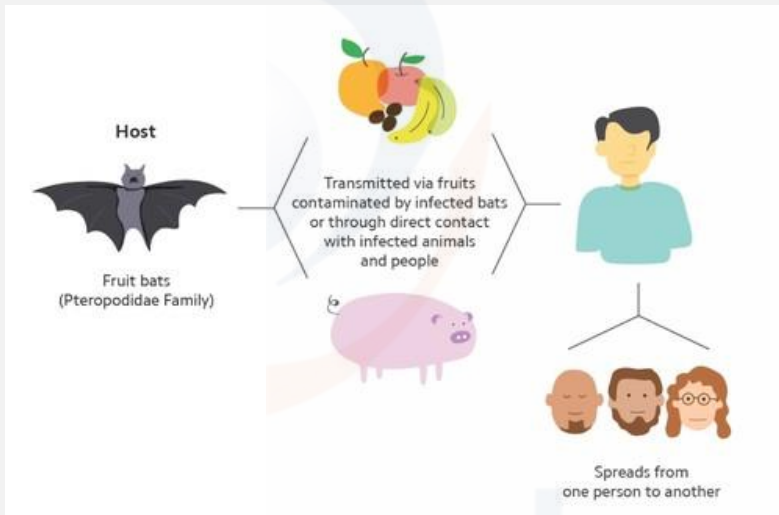 Host
Fruit bats
(Pteropodidae Family)
Transmitted via fruits
contaminated by infected bats
or through direct contact
with infected animals
and people
Spreads from
one person to another